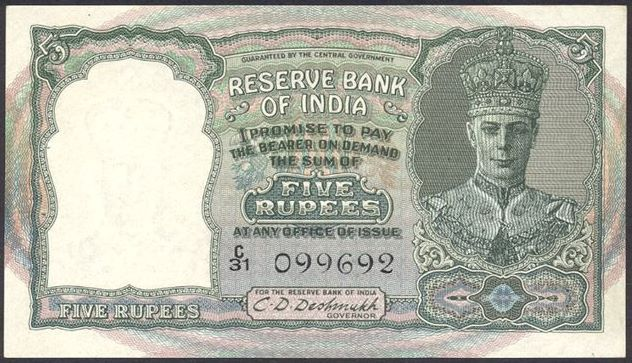 5
5
GUARANTEED BY THE CENTRAL GOVERNMENT
RESERVE BANK
OF INDIA
I PROMISE TO PAY
THE BEARER ON DEMAND
THE SUM OF
FIVE
RUPEES
AT ANY OFFICE OF ISSUE
C/31 099692
FOR THE RESERVE BANK OF INDIA
C. D. Deshmukh
GOVERNOR
FIVE RUPEES